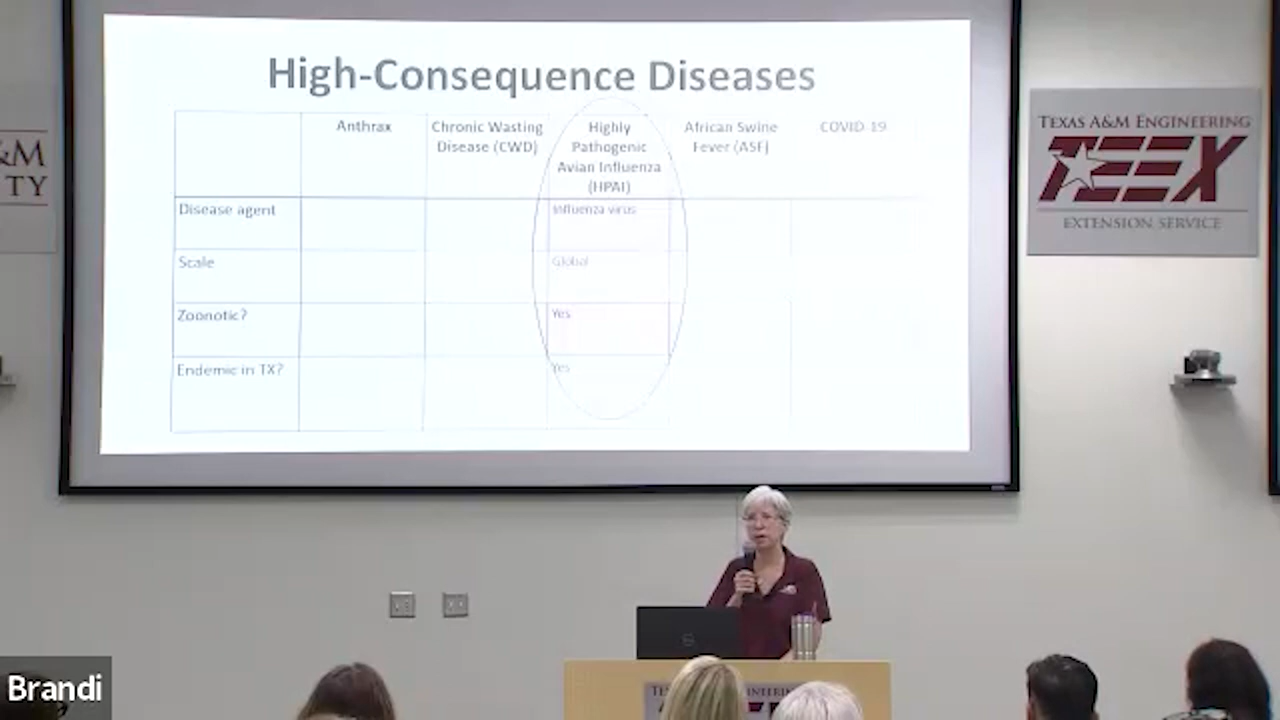 High-Consequence Diseases
Anthrax
Chronic Wasting
Disease (CWD)
Highly
Pathogenic
Avian Influenza
(HPAI)
African Swine
Fever (ASF)
COVID-19
Disease agent
Influenza virus
Scale
Global
Zoonotic?
Yes
Endemic in TX?
Yes
&M
TY
TEXAS A&M ENGINEERING
TEEX
EXTENSION SERVICE
Brandi